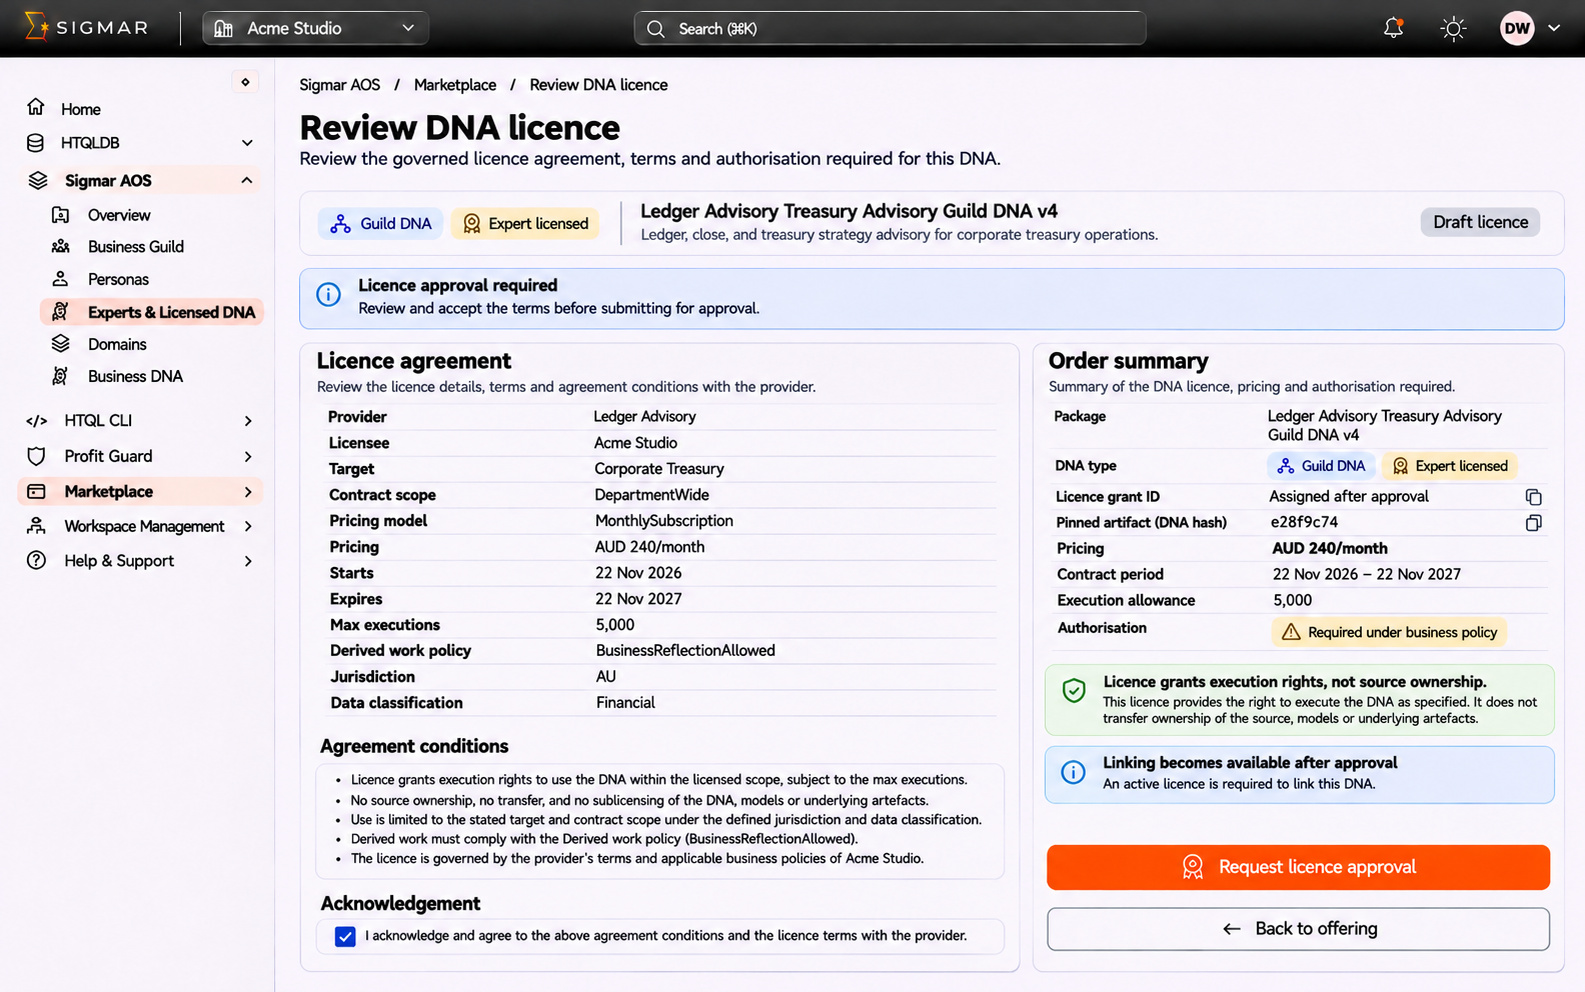 SIGMAR
Acme Studio
Search (⌘K)
DW
Home
HTQLDB
Sigmar AOS
Overview
Business Guild
Personas
Experts & Licensed DNA
Domains
Business DNA
HTQL CLI
Profit Guard
Marketplace
Workspace Management
Help & Support
Sigmar AOS / Marketplace / Review DNA licence
Review DNA licence
Review the governed licence agreement, terms and authorisation required for this DNA.
Guild DNA
Expert licensed
Ledger Advisory Treasury Advisory Guild DNA v4
Ledger, close, and treasury strategy advisory for corporate treasury operations.
Draft licence
Licence approval required
Review and accept the terms before submitting for approval.
Licence agreement
Review the licence details, terms and agreement conditions with the provider.
Provider Ledger Advisory
Licensee Acme Studio
Target Corporate Treasury
Contract scope DepartmentWide
Pricing model MonthlySubscription
Pricing AUD 240/month
Starts 22 Nov 2026
Expires 22 Nov 2027
Max executions 5,000
Derived work policy BusinessReflectionAllowed
Jurisdiction AU
Data classification Financial
Agreement conditions
• Licence grants execution rights to use the DNA within the licensed scope, subject to the max executions.
• No source ownership, no transfer, and no sublicensing of the DNA, models or underlying artefacts.
• Use is limited to the stated target and contract scope under the defined jurisdiction and data classification.
• Derived work must comply with the Derived work policy (BusinessReflectionAllowed).
• The licence is governed by the provider's terms and applicable business policies of Acme Studio.
Acknowledgement
I acknowledge and agree to the above agreement conditions and the licence terms with the provider.
Order summary
Summary of the DNA licence, pricing and authorisation required.
Package Ledger Advisory Treasury Advisory
Guild DNA v4
DNA type Guild DNA Expert licensed
Licence grant ID Assigned after approval
Pinned artifact (DNA hash) e28f9c74
Pricing AUD 240/month
Contract period 22 Nov 2026 – 22 Nov 2027
Execution allowance 5,000
Authorisation Required under business policy
Licence grants execution rights, not source ownership.
This licence provides the right to execute the DNA as specified. It does not
transfer ownership of the source, models or underlying artefacts.
Linking becomes available after approval
An active licence is required to link this DNA.
Request licence approval
← Back to offering